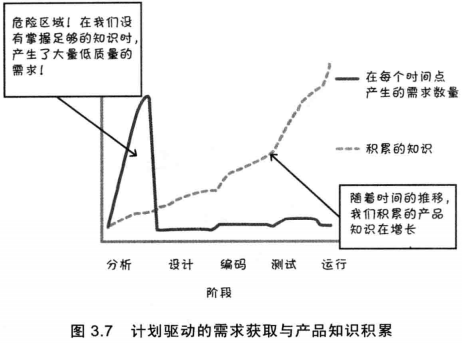 危险区域！在我们没
有掌握足够的知识时，
产生了大量低质量的
需求！
在每个时间点
产生的需求数量
积累的知识
随着时间的推移，
我们积累的产品
知识在增长
分析 设计 编码 测试 运行
阶段
图 3.7 计划驱动的需求获取与产品知识积累